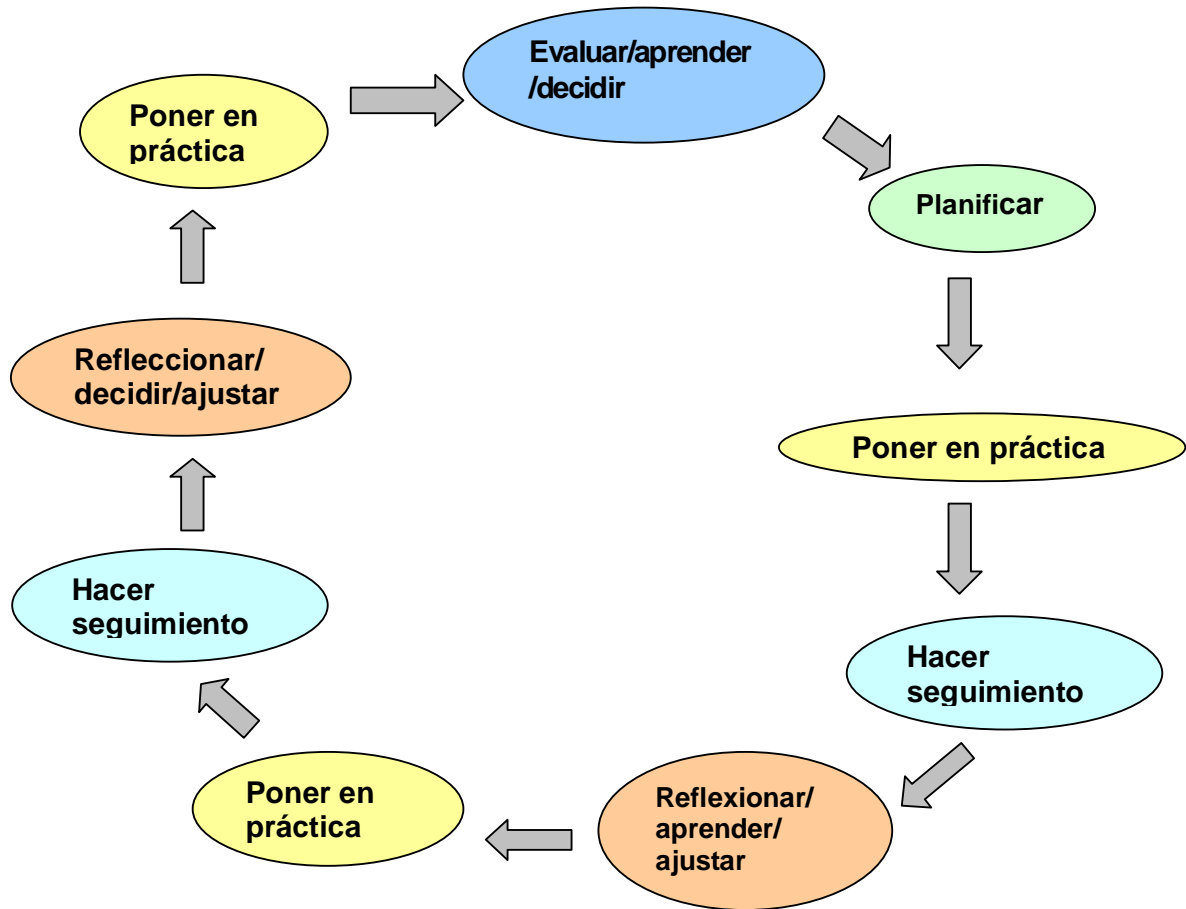 Evaluar/aprender
/decidir
Planificar
Poner en práctica
Hacer
seguimiento
Reflexionar/
aprender/
ajustar
Poner en
práctica
Hacer
seguimiento
Refleccionar/
decidir/ajustar
Poner en
práctica